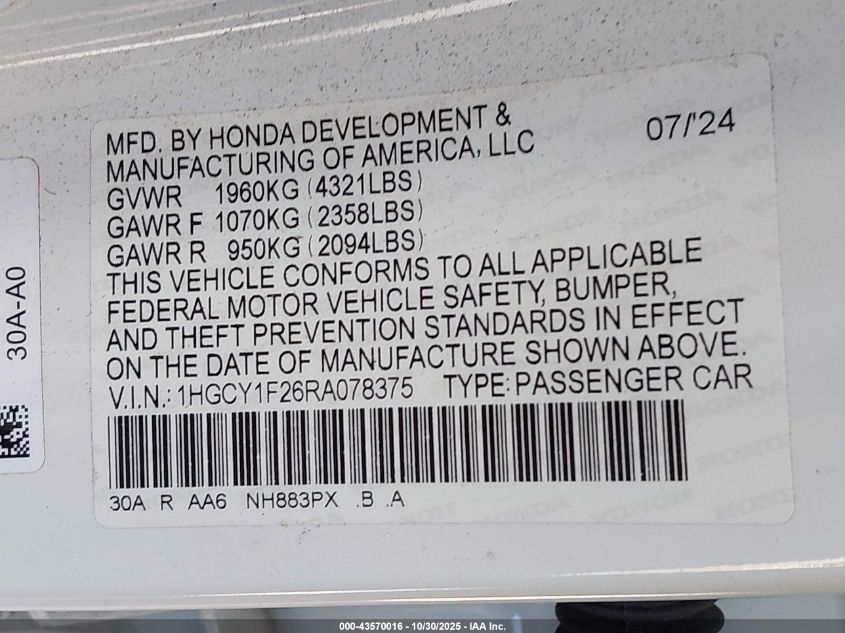 MFD. BY HONDA DEVELOPMENT & 07/'24
MANUFACTURING OF AMERICA, LLC
GVWR 1960KG (4321LBS)
GAWR F 1070KG (2358LBS)
GAWR R 950KG (2094LBS)
THIS VEHICLE CONFORMS TO ALL APPLICABLE
FEDERAL MOTOR VEHICLE SAFETY, BUMPER,
AND THEFT PREVENTION STANDARDS IN EFFECT
ON THE DATE OF MANUFACTURE SHOWN ABOVE.
V.I.N.: 1HGCY1F26RA078375 TYPE: PASSENGER CAR
30A R AA6 NH883PX .B .A
30A-A0
000-43570016 - 10/30/2025 - IAA Inc.